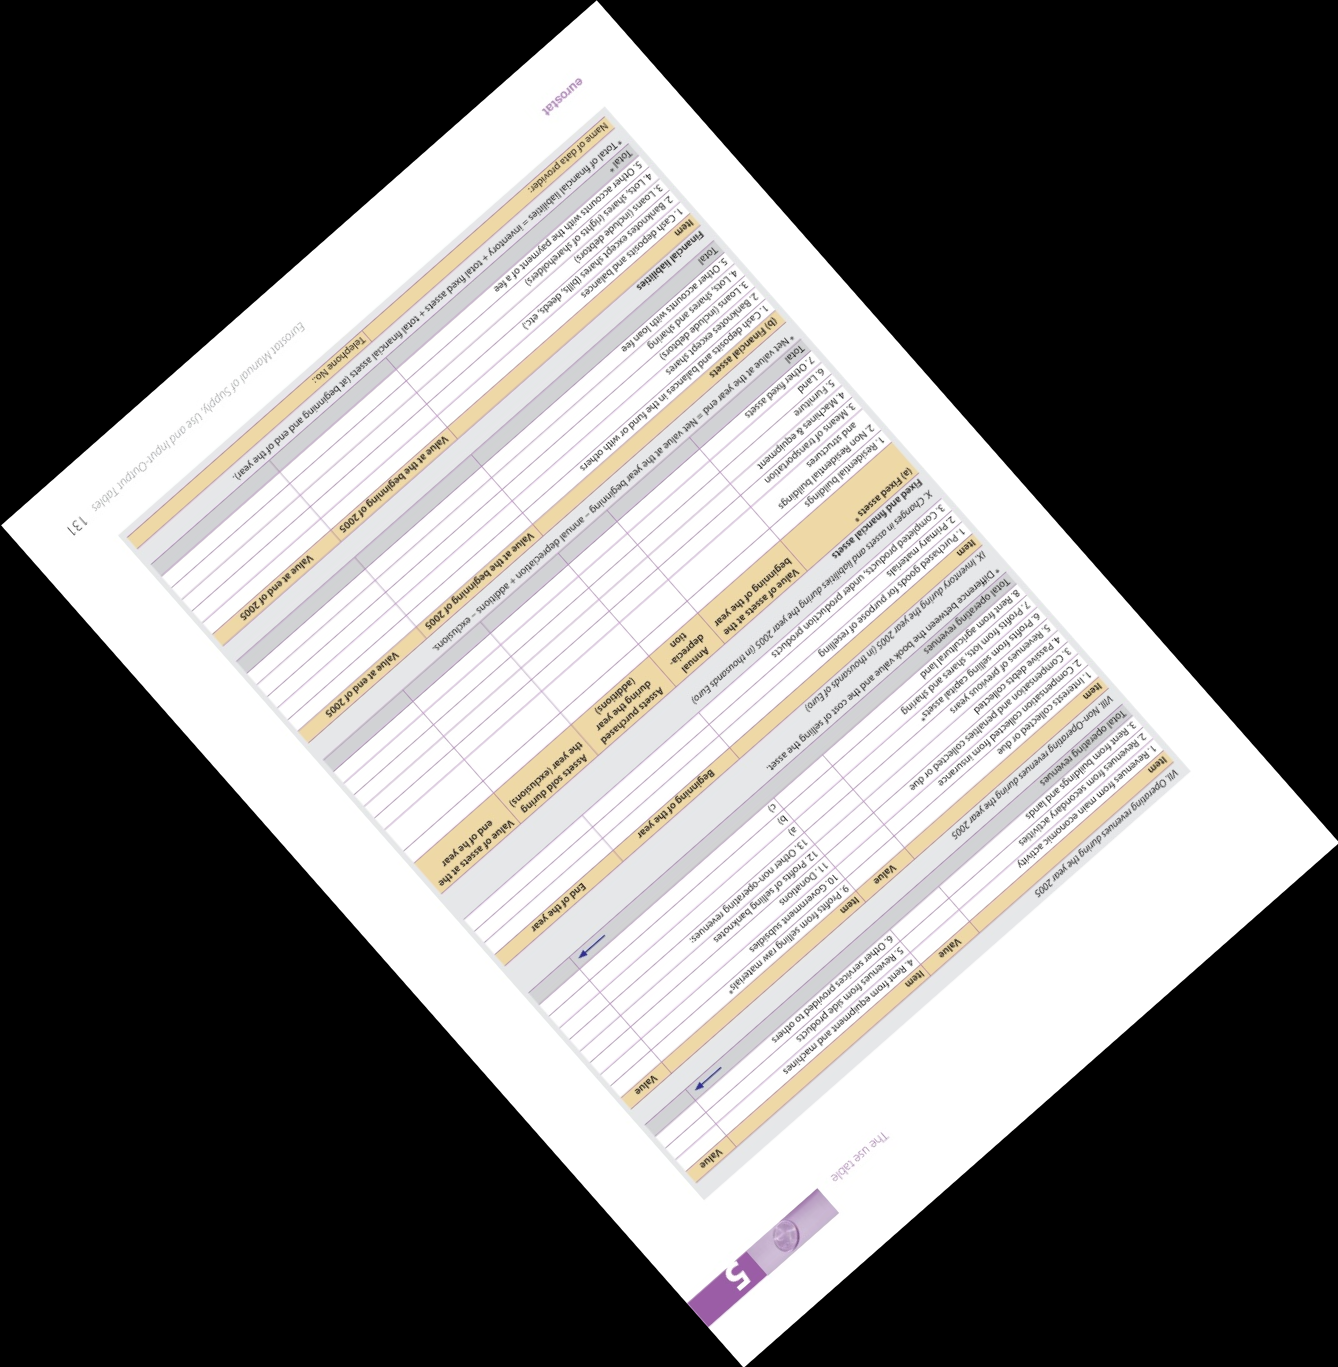 The use table
5
VII. Operating revenues during the year 2005
Item Value Item Value
1. Revenues from main economic activity 4. Rent from equipment and machines
2. Revenues from secondary activities 5. Revenues from side products
3. Rent from buildings and lands 6. Other services provided to others
Total operating revenues
VIII. Non-Operating revenues during the year 2005
Item Value Item Value
1. Interests collected or due 9. Profits from selling raw materials*
2. Compensation collected from insurance 10. Government subsidies
3. Compensation and penalties collected or due 11. Donations
4. Passive debts collected 12. Profits of selling banknotes
5. Revenues of previous years 13. Other non-operating revenues:
6. Profits from selling capital assets* a)
7. Profits from lots, shares and sharing b)
8. Rent from agricultural land c)
Total operating revenues
* Difference between the book value and value of selling the cost of selling the asset.
IX. Inventory during the year 2005 (in thousands of Euro)
Item Beginning of the year End of the year
1. Purchased goods for purpose of reselling
2. Primary materials
3. Completed products, under production products
X. Changes in assets and liabilities during the year 2005 (in thousands Euro)
Fixed and financial assets
(a) Fixed assets * Value of assets at the beginning of the year Annual deprecia-tion Assets purchased during the year (additions) Assets sold during the year (exclusions) Value of assets at the end of he year
1. Residential buildings
2. Non Residential buildings
and structures
3. Means of transportation
4. Machines & equipment
5. Furniture
6. Land
7. Other fixed assets
Total
* Net value at the year end = Net value at the year beginning – annual depreciation + additions – exclusions.
(b) Financial assets Value at the beginning of 2005 Value at end of 2005
1. Cash deposits and balances in the fund or with others
2. Banknotes except shares
3. Loans (include debtors)
4. Lots, shares and sharing
5. Other accounts with loan fee
Total
Financial liabilities
Item Value at the beginning of 2005 Value at end of 2005
1. Cash deposits and balances
2. Banknotes except shares (bills, deeds, etc.)
3. Loans (include debtors)
4. Lots, shares (rights of shareholders)
5. Other accounts with the payment of a fee
Total *
* Total of financial liabilities = inventory + total fixed assets + total financial assets (at beginning and end of the year).
Name of data provider: Telephone No.:
eurostat
Eurostat Manual of Supply, Use and Input-Output Tables 131